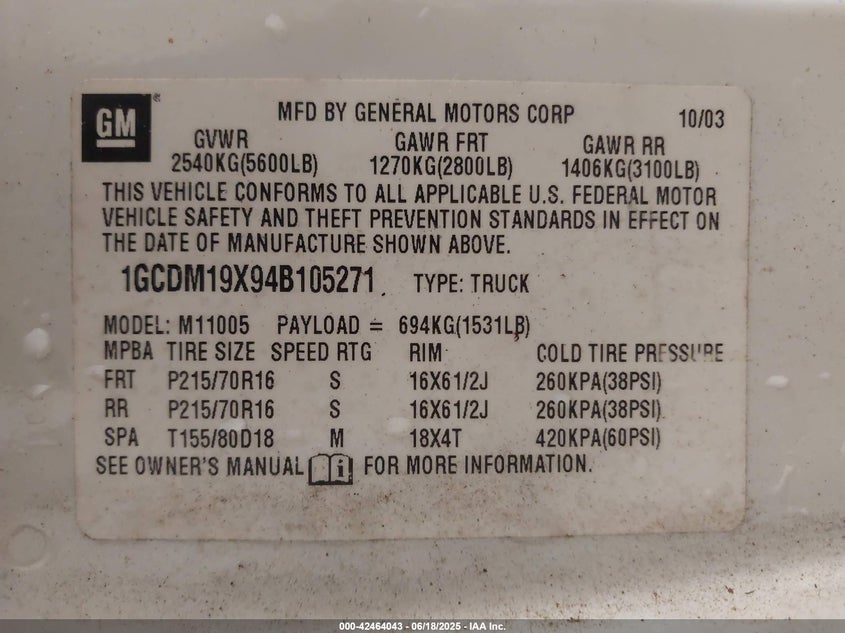 GM®
MFD BY GENERAL MOTORS CORP 10/03
GVWR GAWR FRT GAWR RR
2540KG(5600LB) 1270KG(2800LB) 1406KG(3100LB)
THIS VEHICLE CONFORMS TO ALL APPLICABLE U.S. FEDERAL MOTOR
VEHICLE SAFETY AND THEFT PREVENTION STANDARDS IN EFFECT ON
THE DATE OF MANUFACTURE SHOWN ABOVE.
1GCDM19X94B105271 TYPE: TRUCK
MODEL: M11005 PAYLOAD = 694KG(1531LB)
MPBA TIRE SIZE SPEED RTG RIM COLD TIRE PRESSURE
FRT P215/70R16 S 16X61/2J 260KPA(38PSI)
RR P215/70R16 S 16X61/2J 260KPA(38PSI)
SPA T155/80D18 M 18X4T 420KPA(60PSI)
SEE OWNER'S MANUAL i FOR MORE INFORMATION.
000-42464043 - 06/18/2025 - IAA Inc.